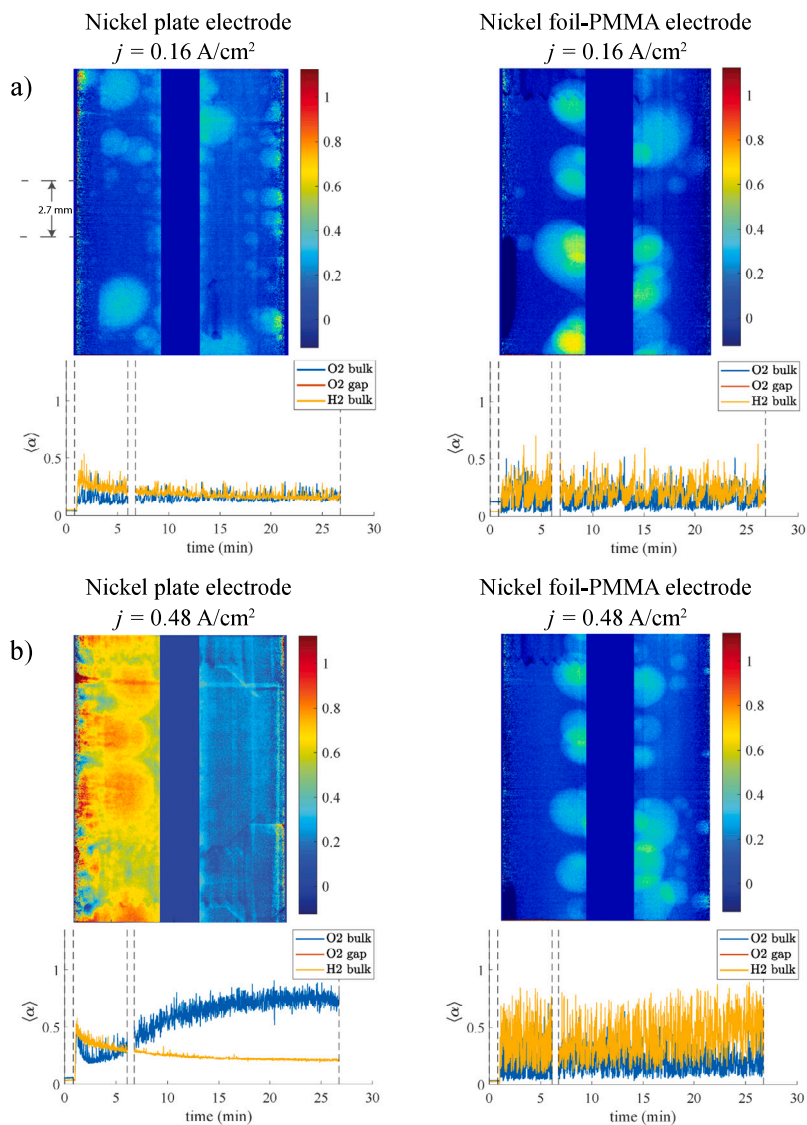 Nickel plate electrode
j = 0.16 A/cm²
Nickel foil-PMMA electrode
j = 0.16 A/cm²
a)
2.7 mm
1
0.8
0.6
0.4
0.2
0
1
0.8
0.6
0.4
0.2
0
O2 bulk
O2 gap
H2 bulk
⟨α⟩
1
0.5
0
0
5
10
15
20
25
30
time (min)
O2 bulk
O2 gap
H2 bulk
⟨α⟩
1
0.5
0
0
5
10
15
20
25
30
time (min)
Nickel plate electrode
j = 0.48 A/cm²
Nickel foil-PMMA electrode
j = 0.48 A/cm²
b)
1
0.8
0.6
0.4
0.2
0
1
0.8
0.6
0.4
0.2
0
O2 bulk
O2 gap
H2 bulk
⟨α⟩
1
0.5
0
0
5
10
15
20
25
30
time (min)
O2 bulk
O2 gap
H2 bulk
⟨α⟩
1
0.5
0
0
5
10
15
20
25
30
time (min)